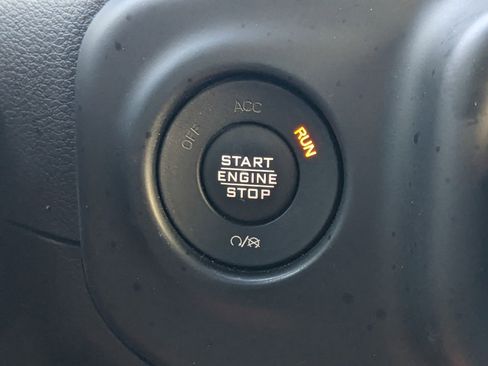 ACC
OFF
RUN
START
ENGINE
STOP